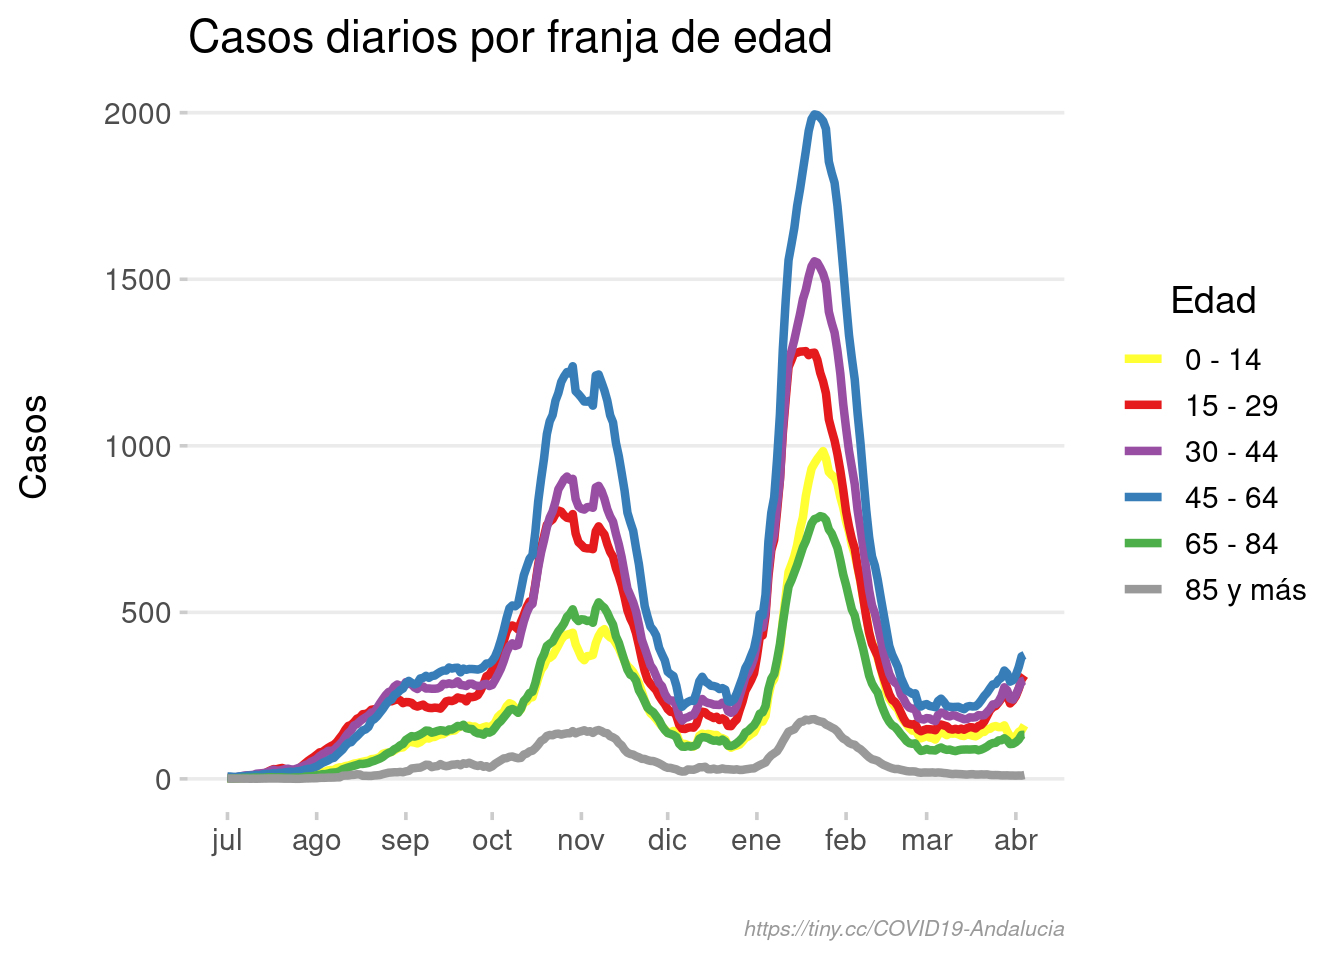 Casos diarios por franja de edad
Casos
2000
1500
1000
500
0
jul ago sep oct nov dic ene feb mar abr
Edad
0 - 14
15 - 29
30 - 44
45 - 64
65 - 84
85 y más
https://tiny.cc/COVID19-Andalucia